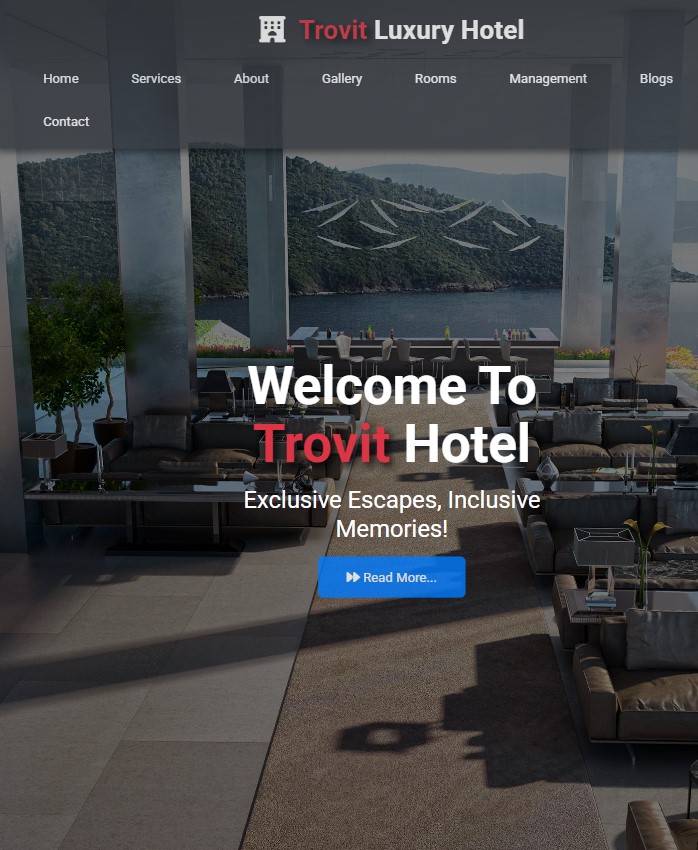 Trovit Luxury Hotel
Home Services About Gallery Rooms Management Blogs
Contact
Welcome To
Trovit Hotel
Exclusive Escapes, Inclusive
Memories!
Read More...